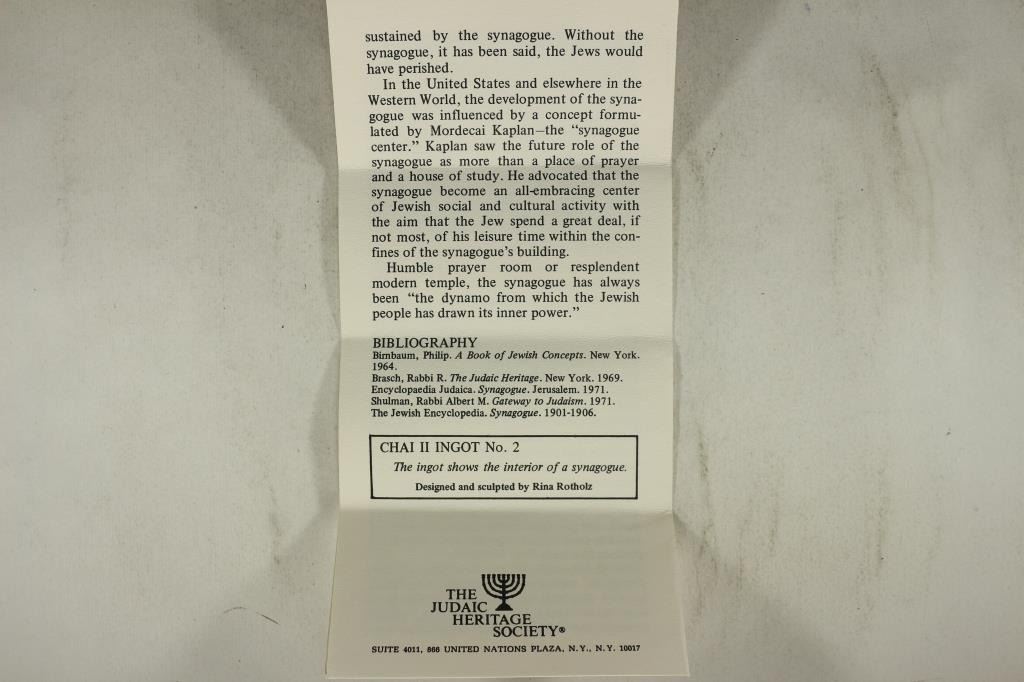 sustained by the synagogue. Without the
synagogue, it has been said, the Jews would
have perished.
In the United States and elsewhere in the
Western World, the development of the syna-
gogue was influenced by a concept formu-
lated by Mordecai Kaplan—the “synagogue
center.” Kaplan saw the future role of the
synagogue as more than a place of prayer
and a house of study. He advocated that the
synagogue become an all-embracing center
of Jewish social and cultural activity with
the aim that the Jew spend a great deal, if
not most, of his leisure time within the con-
fines of the synagogue’s building.
Humble prayer room or resplendent
modern temple, the synagogue has always
been “the dynamo from which the Jewish
people has drawn its inner power.”
BIBLIOGRAPHY
Birnbaum, Philip. A Book of Jewish Concepts. New York.
1964.
Brasch, Rabbi R. The Judaic Heritage. New York. 1969.
Encyclopaedia Judaica. Synagogue. Jerusalem. 1971.
Shulman, Rabbi Albert M. Gateway to Judaism. 1971.
The Jewish Encyclopedia. Synagogue. 1901-1906.
CHAI II INGOT No. 2
The ingot shows the interior of a synagogue.
Designed and sculpted by Rina Rotholz
THE
JUDAIC
HERITAGE
SOCIETY®
SUITE 4011, 866 UNITED NATIONS PLAZA, N.Y., N.Y. 10017